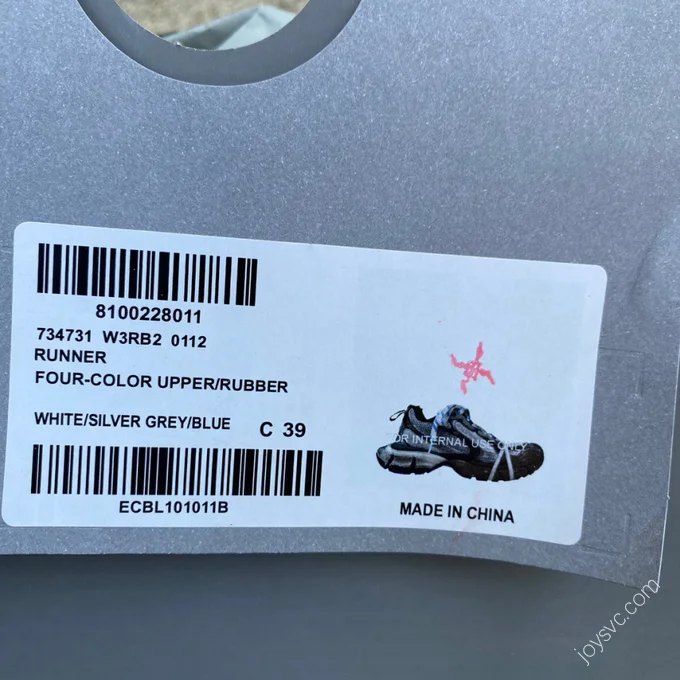 8100228011
734731 W3RB2 0112
RUNNER
FOUR-COLOR UPPER/RUBBER
WHITE/SILVER GREY/BLUE C 39
FOR INTERNAL USE ONLY
ECBL101011B
MADE IN CHINA
joysvc.com